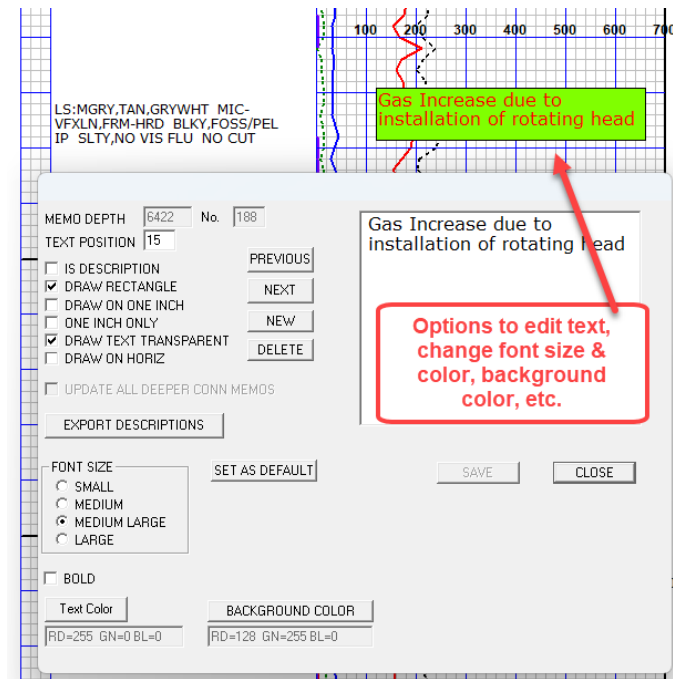 100 200 300 400 500 600 700
Gas Increase due to
installation of rotating head
LS:MGRY,TAN,GRYWHT MIC-
VFXLN,FRM-HRD BLKY,FOSS/PEL
IP SLTY,NO VIS FLU NO CUT
MEMO DEPTH 6422 No. 188
TEXT POSITION 15
IS DESCRIPTION
DRAW RECTANGLE
DRAW ON ONE INCH
ONE INCH ONLY
DRAW TEXT TRANSPARENT
DRAW ON HORIZ
PREVIOUS
NEXT
NEW
DELETE
Gas Increase due to
installation of rotating head
Options to edit text,
change font size &
color, background
color, etc.
UPDATE ALL DEEPER CONN MEMOS
EXPORT DESCRIPTIONS
FONT SIZE
SMALL
MEDIUM
MEDIUM LARGE
LARGE
SET AS DEFAULT
SAVE
CLOSE
BOLD
Text Color
BACKGROUND COLOR
RD=255 GN=0 BL=0
RD=128 GN=255 BL=0